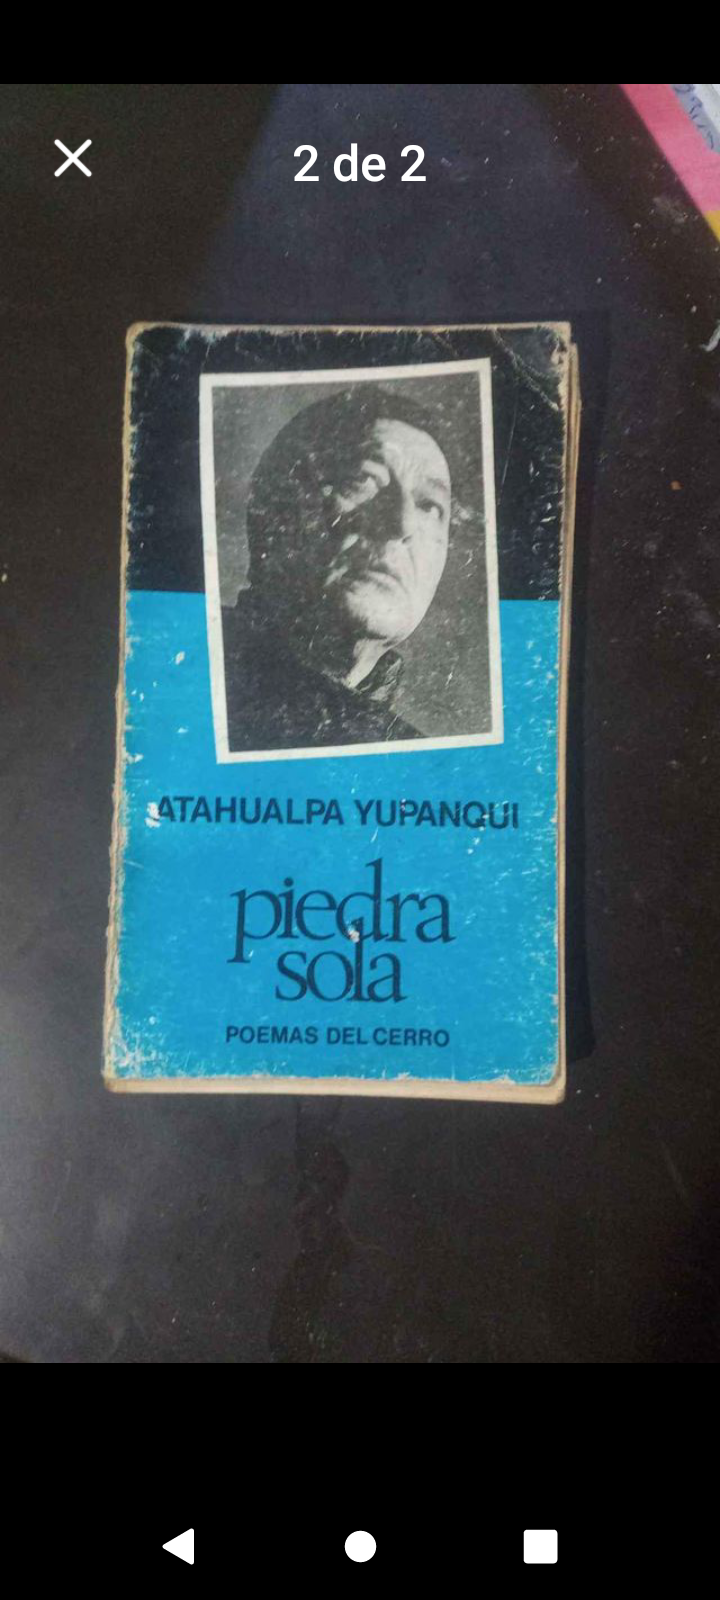 2 de 2
ATAHUALPA YUPANQUI
piedra
sola
POEMAS DEL CERRO